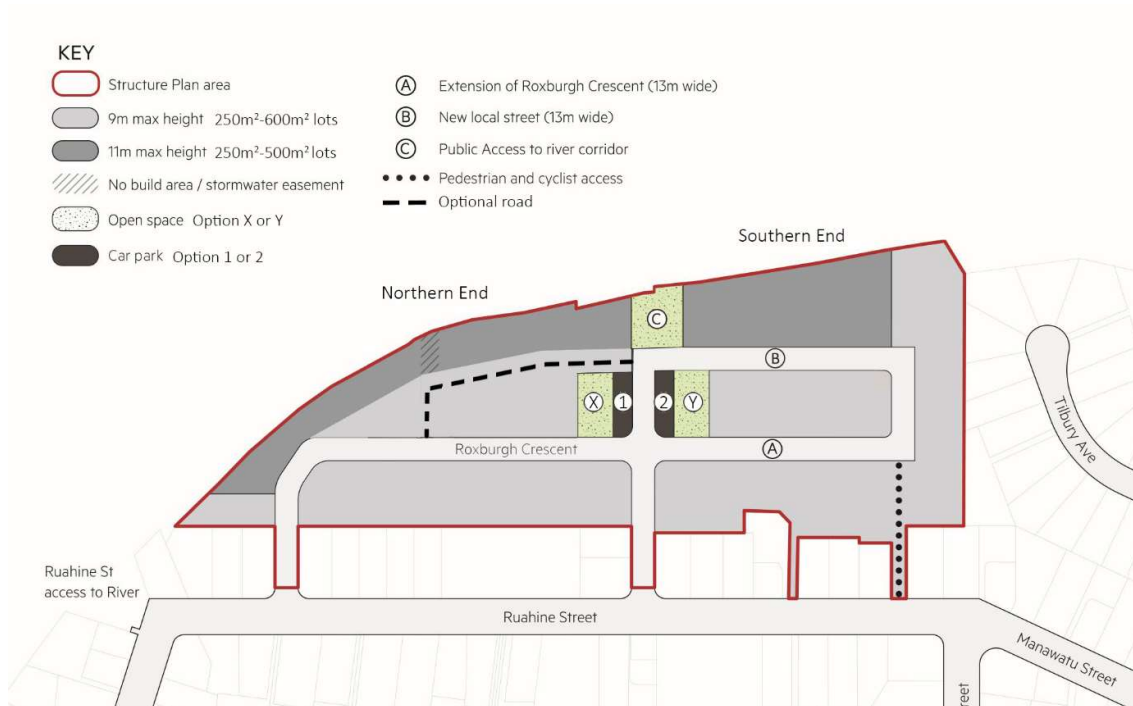 KEY
Structure Plan area
9m max height 250m²-600m² lots
11m max height 250m²-500m² lots
No build area / stormwater easement
Open space Option X or Y
Car park Option 1 or 2
A Extension of Roxburgh Crescent (13m wide)
B New local street (13m wide)
C Public Access to river corridor
Pedestrian and cyclist access
Optional road
Southern End
Northern End
C
B
X
1
2
Y
Roxburgh Crescent
A
Tilbury Ave
Ruahine St
access to River
Ruahine Street
Manawatu Street
reet